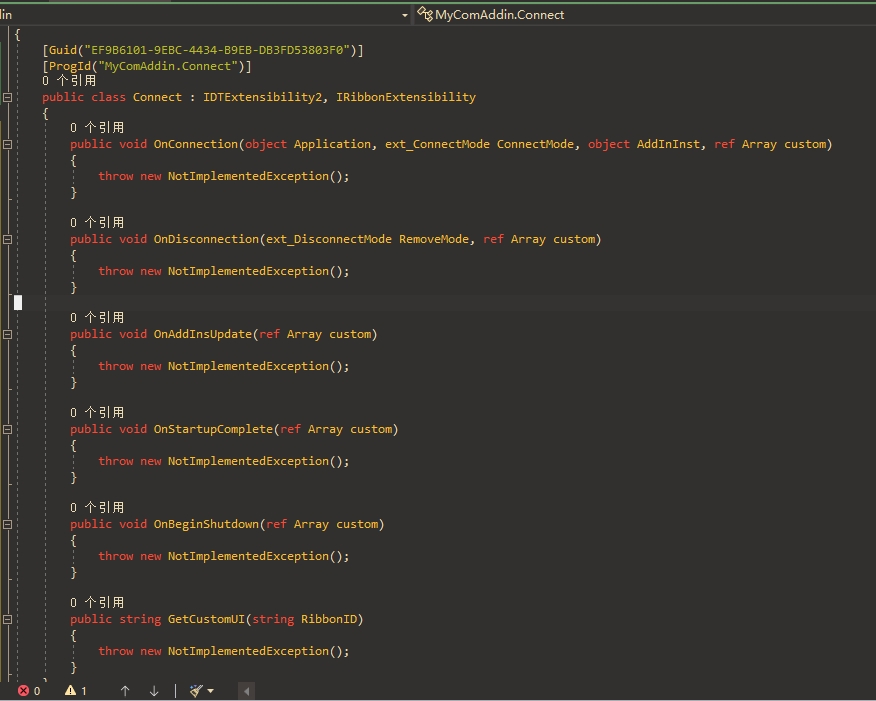 lin
MyComAddin.Connect
{
[Guid("EF9B6101-9EBC-4434-B9EB-DB3FD53803F0")]
[ProgId("MyComAddin.Connect")]
0 个引用
public class Connect : IDTExtensibility2, IRibbonExtensibility
{
0 个引用
public void OnConnection(object Application, ext_ConnectMode ConnectMode, object AddInInst, ref Array custom)
{
throw new NotImplementedException();
}
0 个引用
public void OnDisconnection(ext_DisconnectMode RemoveMode, ref Array custom)
{
throw new NotImplementedException();
}
0 个引用
public void OnAddInsUpdate(ref Array custom)
{
throw new NotImplementedException();
}
0 个引用
public void OnStartupComplete(ref Array custom)
{
throw new NotImplementedException();
}
0 个引用
public void OnBeginShutdown(ref Array custom)
{
throw new NotImplementedException();
}
0 个引用
public string GetCustomUI(string RibbonID)
{
throw new NotImplementedException();
}
0 1